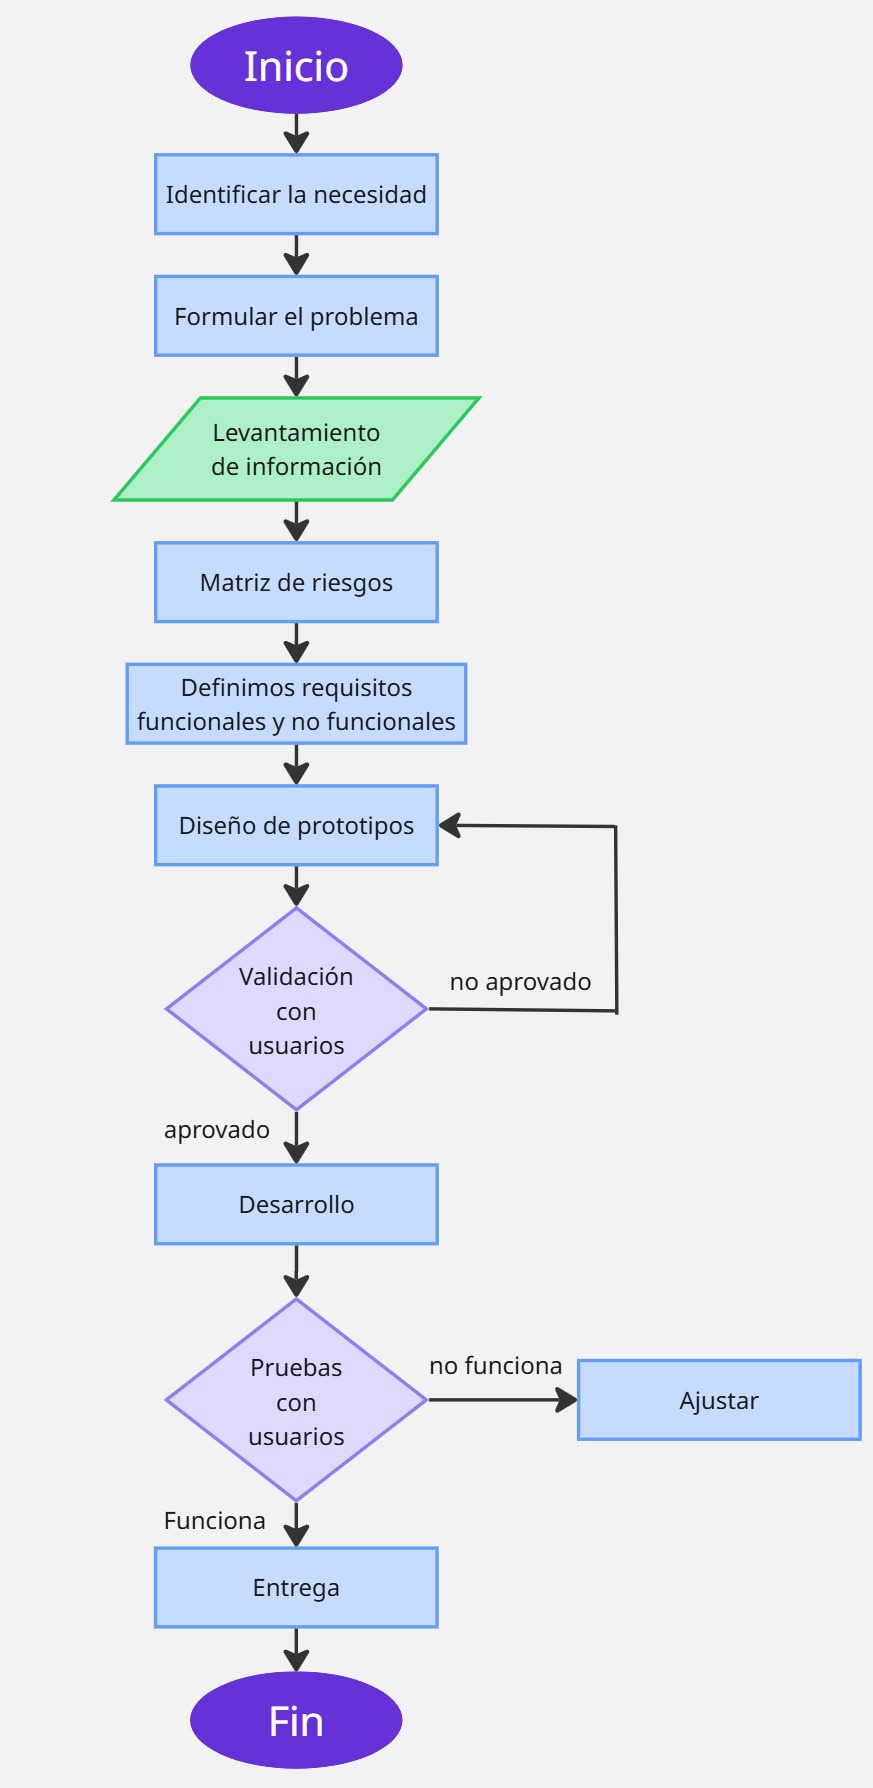 Inicio
Identificar la necesidad
Formular el problema
Levantamiento
de información
Matriz de riesgos
Definimos requisitos
funcionales y no funcionales
Diseño de prototipos
Validación
con
usuarios
no aprovado
aprovado
Desarrollo
Pruebas
con
usuarios
no funciona
Ajustar
Funciona
Entrega
Fin